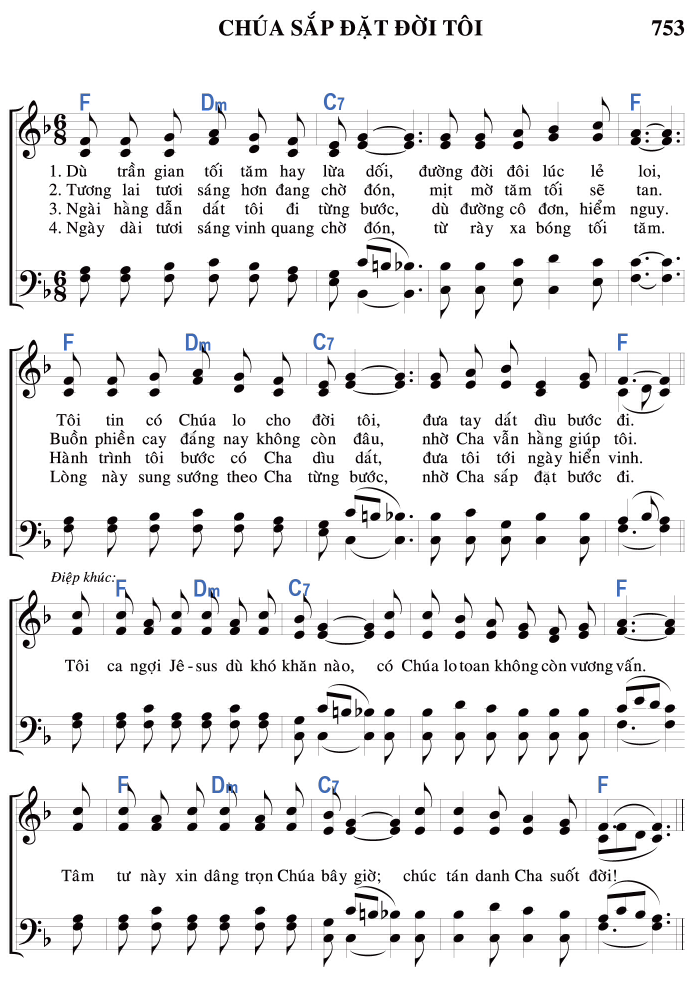 CHÚA SẮP ĐẶT ĐỜI TÔI 753
F Dm C7 F
1. Dù trần gian tối tăm hay lừa dối, đường đời đôi lúc lẻ loi,
2. Tương lai tươi sáng hơn đang chờ đón, mịt mờ tăm tối sẽ tan.
3. Ngài hằng dẫn dắt tôi đi từng bước, dù đường cô đơn, hiểm nguy.
4. Ngày dài tươi sáng vinh quang chờ đón, từ rày xa bóng tối tăm.
F Dm C7 F
Tôi tin có Chúa lo cho đời tôi, đưa tay dắt dìu bước đi.
Buồn phiền cay đắng nay không còn đâu, nhờ Cha vẫn hằng giúp tôi.
Hành trình tôi bước có Cha dìu dắt, đưa tôi tới ngày hiển vinh.
Lòng này sung sướng theo Cha từng bước, nhờ Cha sắp đặt bước đi.
Điệp khúc:
F Dm C7 F
Tôi ca ngợi Jê-sus dù khó khăn nào, có Chúa lo toan không còn vương vấn.
F Dm C7 F
Tâm tư này xin dâng trọn Chúa bây giờ; chúc tán danh Cha suốt đời!